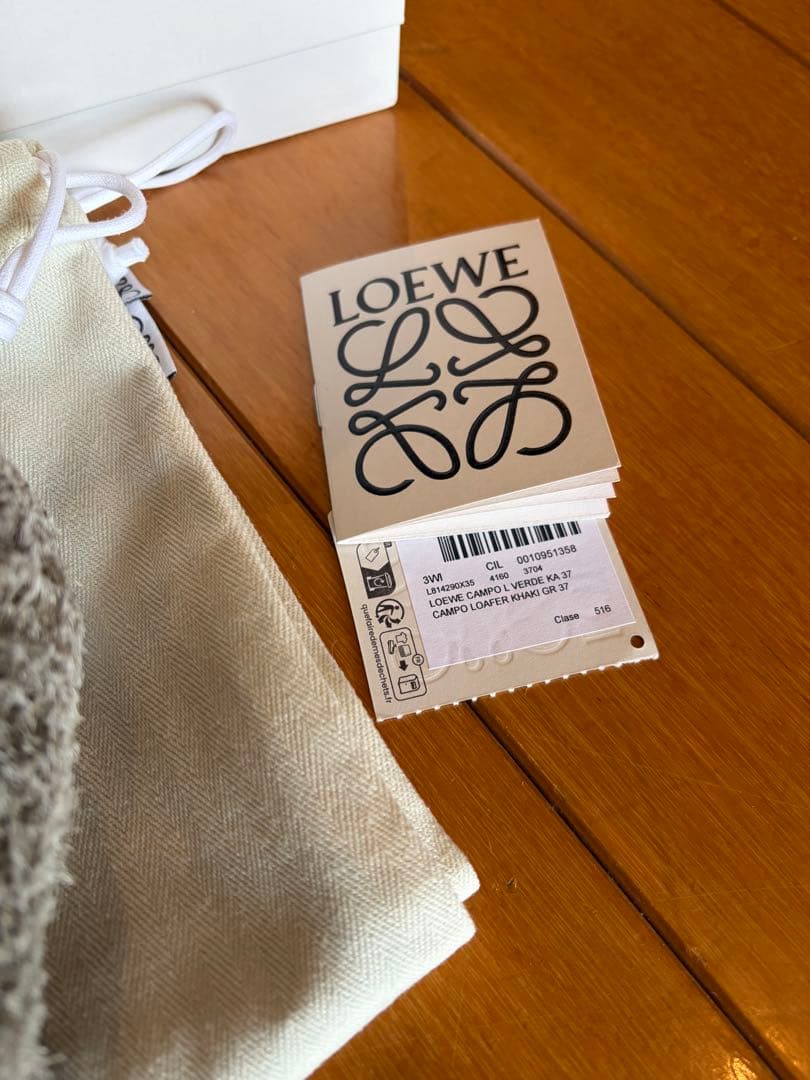 LOEWE
3WI CIL 0010951358
L814290X35 4160 3704
LOEWE CAMPO L VERDE KA 37
CAMPO LOAFER KHAKI GR 37
Clase 516
quefairedemesdechets.fr